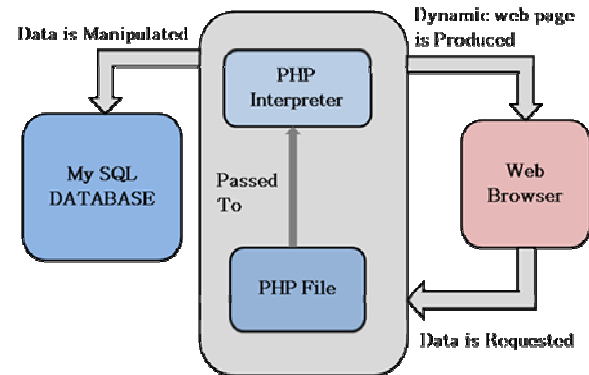 Data is Manipulated
Dynamic web page
is Produced
PHP
Interpreter
My SQL
DATABASE
Passed
To
Web
Browser
PHP File
Data is Requested